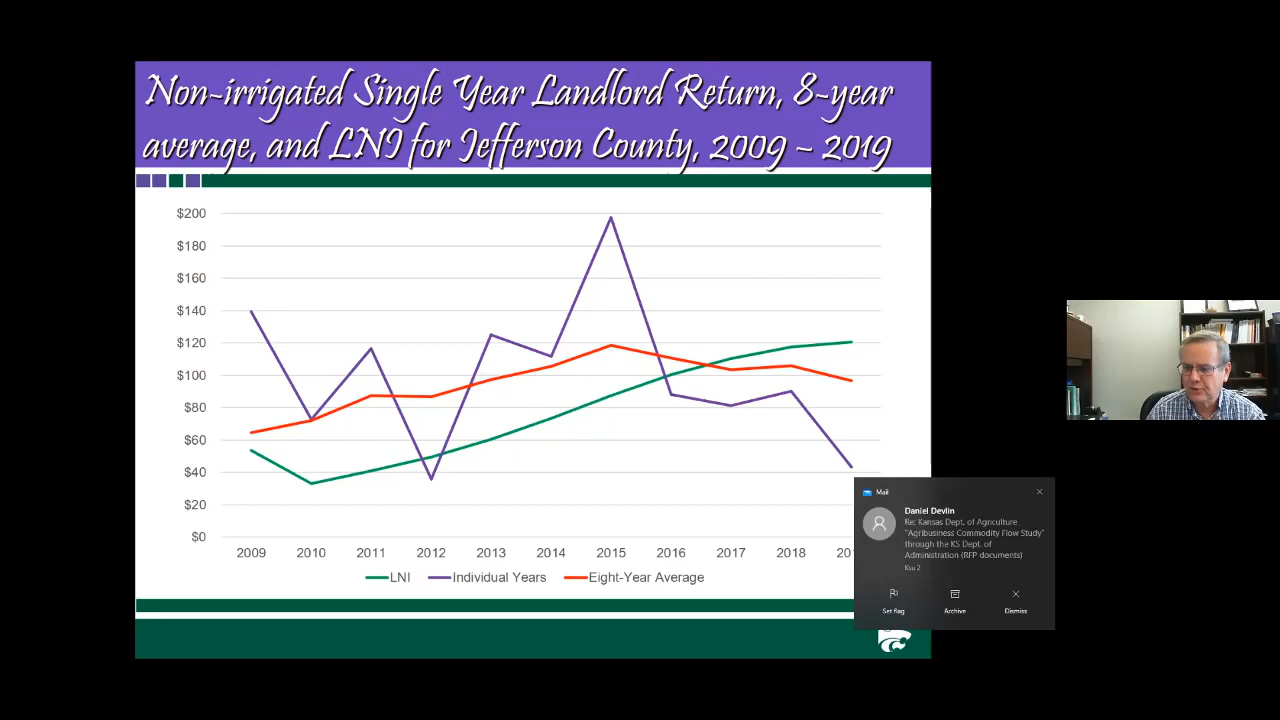 Non-irrigated Single Year Landlord Return, 8-year
average, and LNI for Jefferson County, 2009 – 2019
$200
$180
$160
$140
$120
$100
$80
$60
$40
$20
$0
2009 2010 2011 2012 2013 2014 2015 2016 2017 2018 201
LNI Individual Years Eight-Year Average
Mail
Daniel Devlin
Re: Kansas Dept. of Agriculture
"Agribusiness Commodity Flow Study"
through the KS Dept. of
Administration (RFP documents)
Ksu 2
Set flag Archive Dismiss